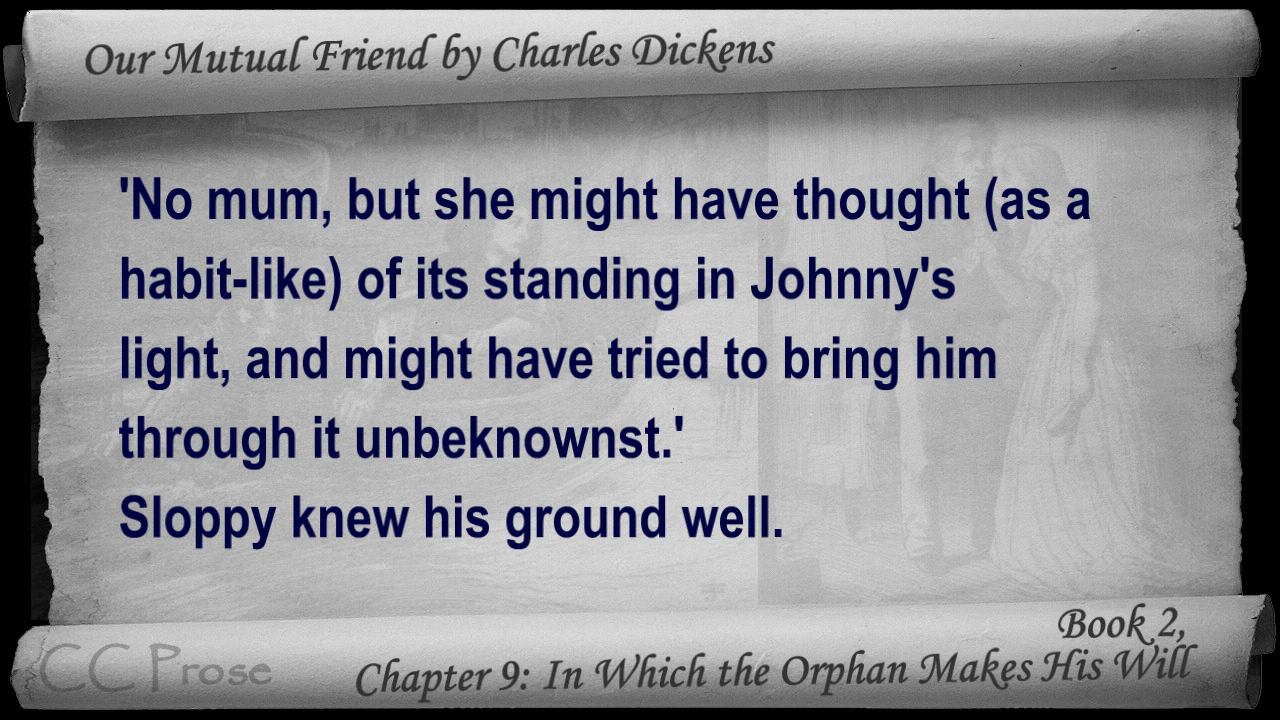 Our Mutual Friend by Charles Dickens
'No mum, but she might have thought (as a
habit-like) of its standing in Johnny's
light, and might have tried to bring him
through it unbeknownst.'
Sloppy knew his ground well.
Book 2,
Chapter 9: In Which the Orphan Makes His Will
CC Prose